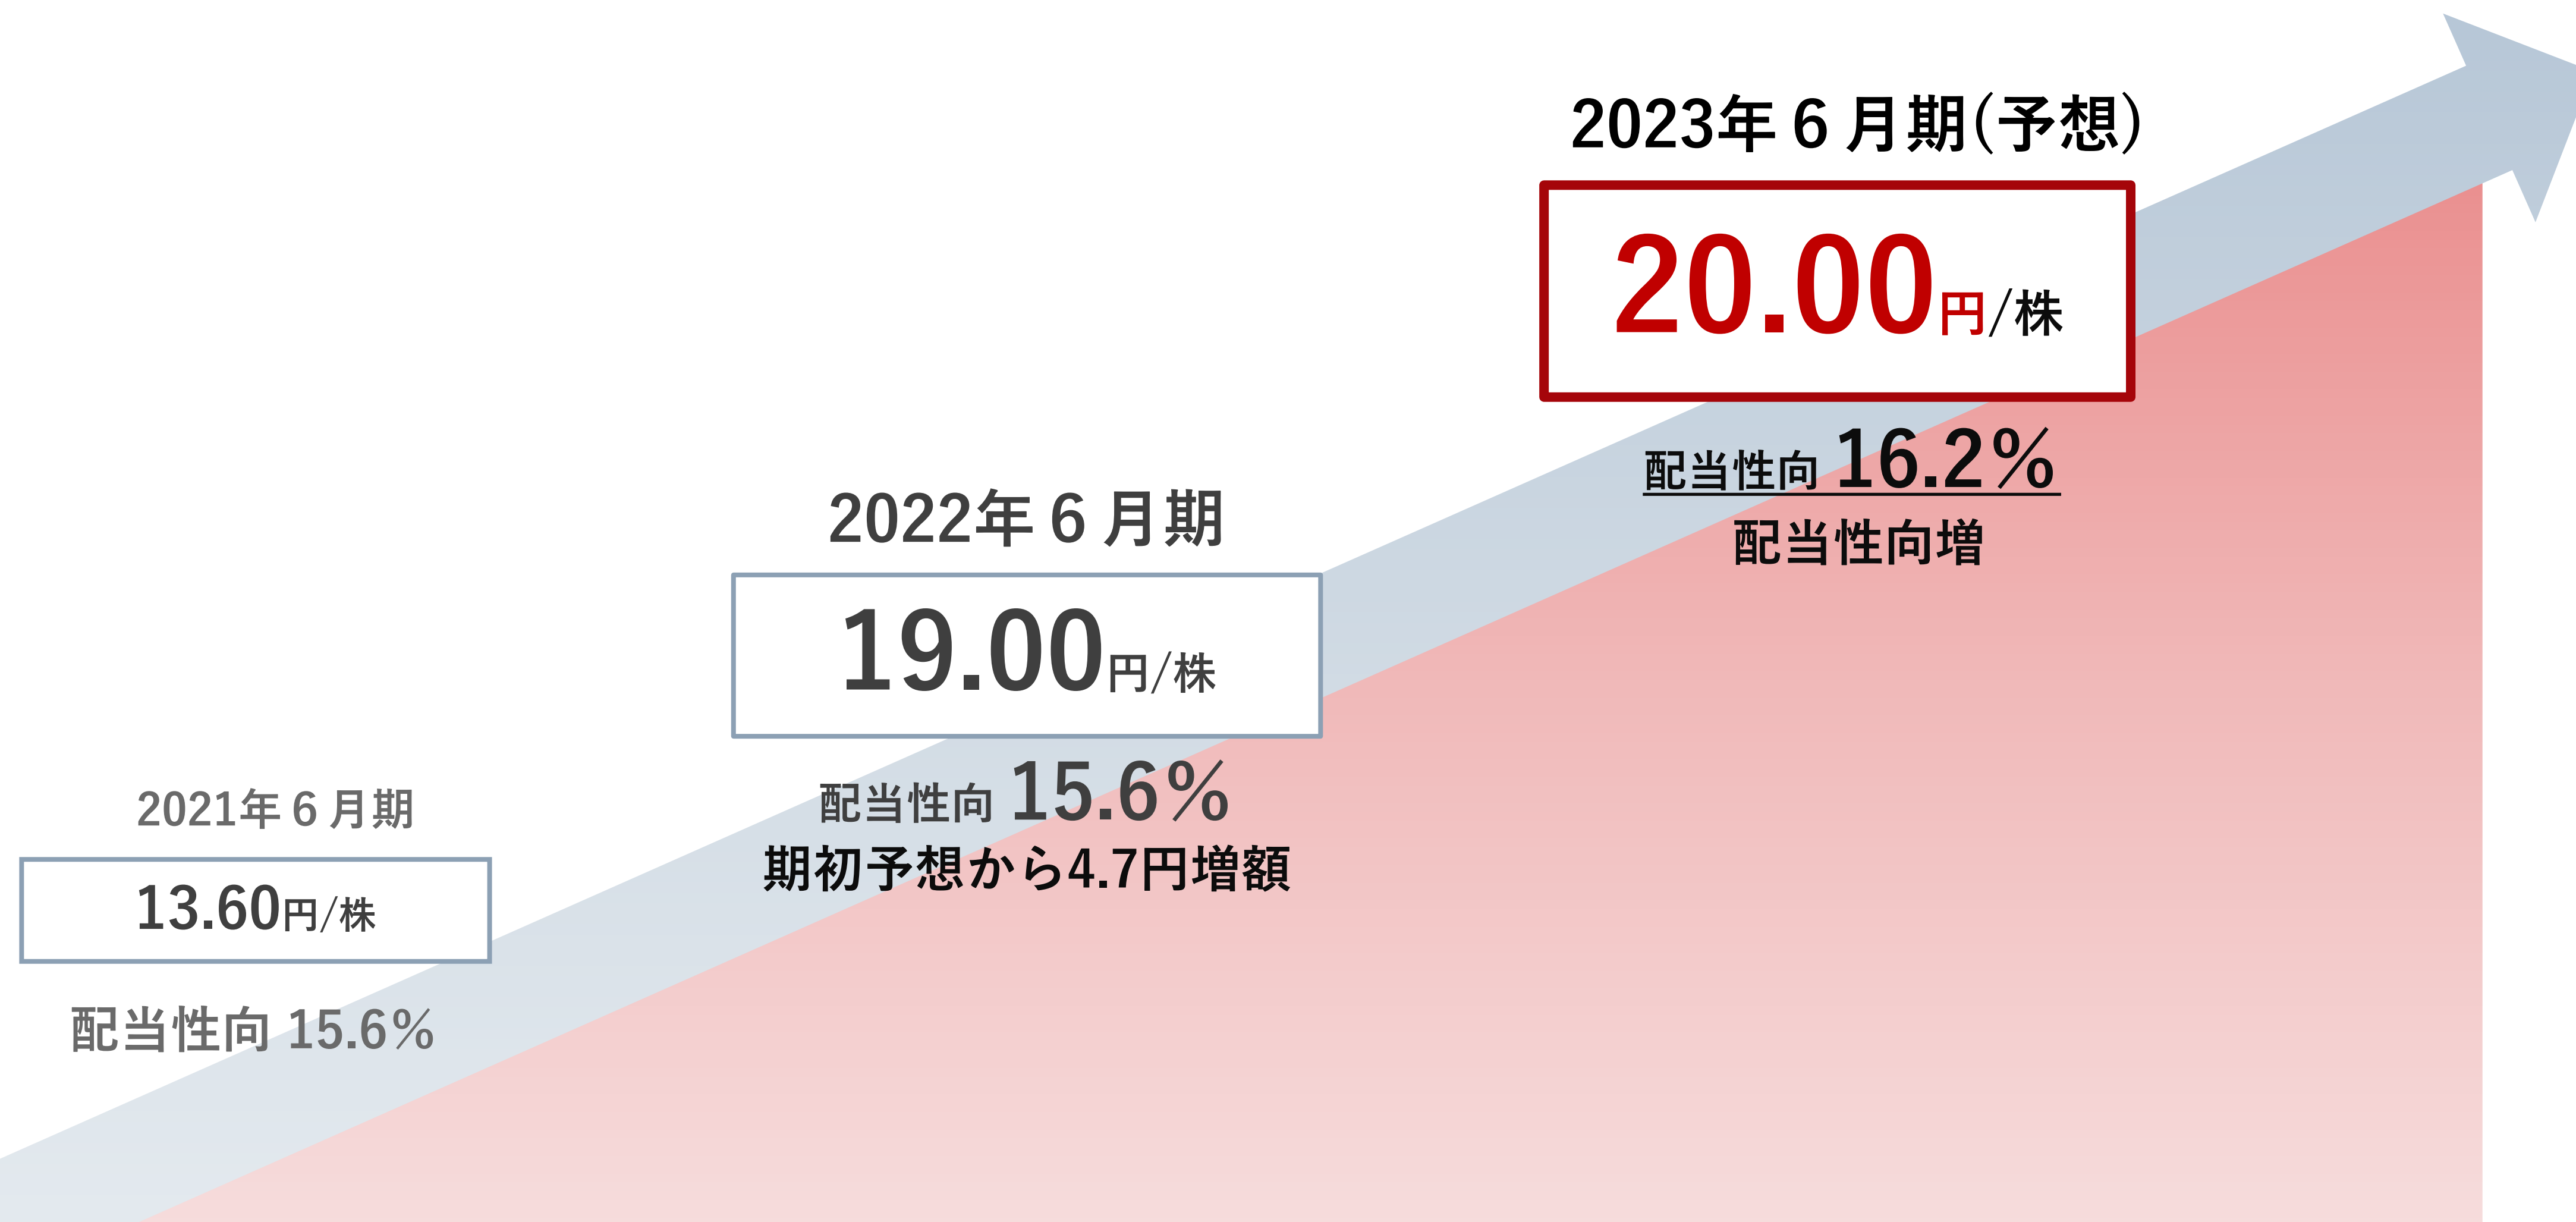 2021年6月期
13.60円/株
配当性向 15.6%
2022年6月期
19.00円/株
配当性向 15.6%
期初予想から4.7円増額
2023年6月期(予想)
20.00円/株
配当性向 16.2%
配当性向増